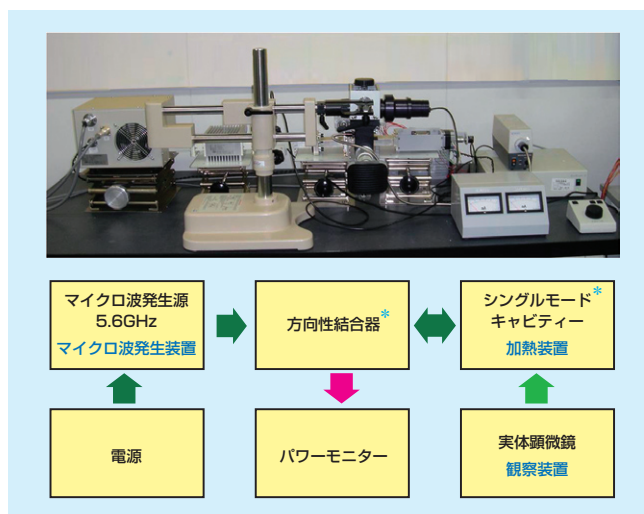 マイクロ波発生源
5.6GHz
マイクロ波発生装置
方向性結合器*
シングルモード*
キャビティー
加熱装置
電源
パワーモニター
実体顕微鏡
観察装置